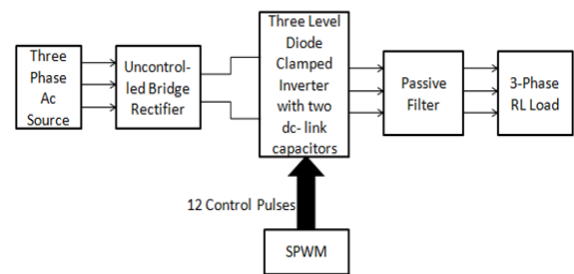 Three
Phase
Ac
Source
Uncontrol-
led Bridge
Rectifier
Three Level
Diode
Clamped
Inverter
with two
dc- link
capacitors
Passive
Filter
3-Phase
RL Load
12 Control Pulses
SPWM